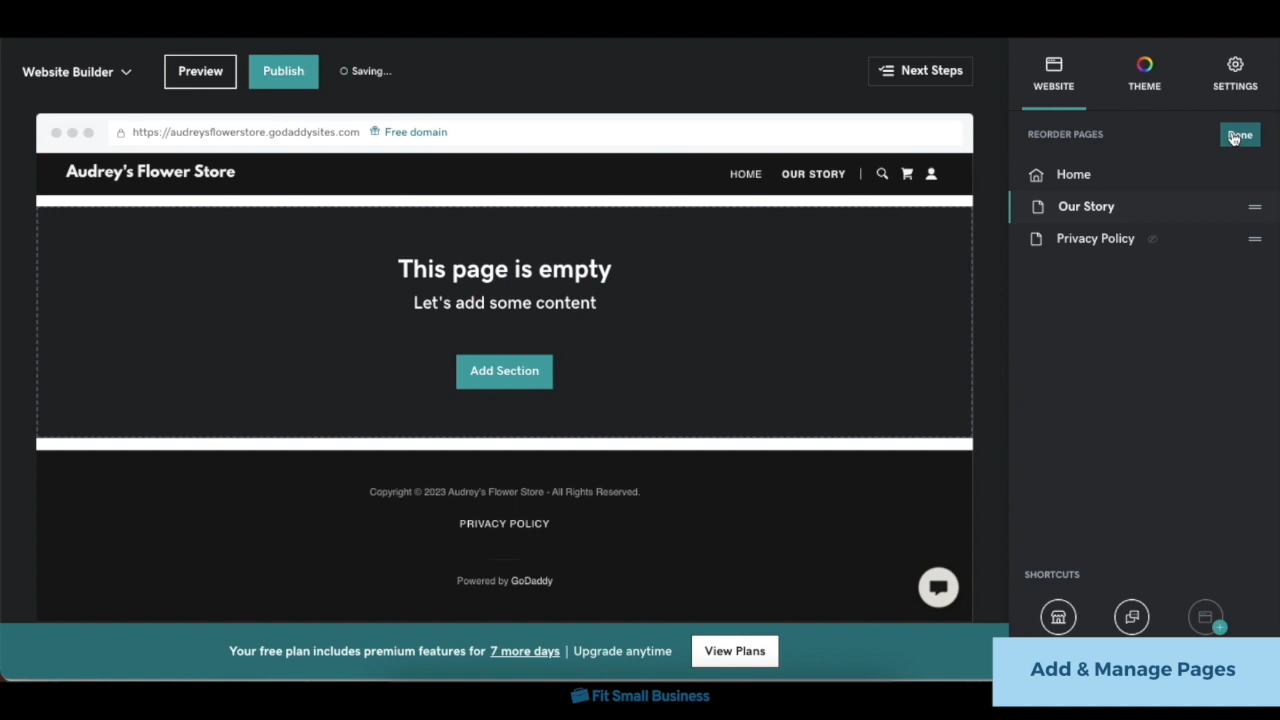 Website Builder
Preview
Publish
Saving...
Next Steps
WEBSITE
THEME
SETTINGS
https://audreysflowerstore.godaddysites.com
Free domain
REORDER PAGES
Done
Audrey's Flower Store
HOME
OUR STORY
Home
Our Story
Privacy Policy
This page is empty
Let's add some content
Add Section
Copyright © 2023 Audrey's Flower Store - All Rights Reserved.
PRIVACY POLICY
Powered by GoDaddy
SHORTCUTS
Your free plan includes premium features for 7 more days | Upgrade anytime
View Plans
Add & Manage Pages
Fit Small Business